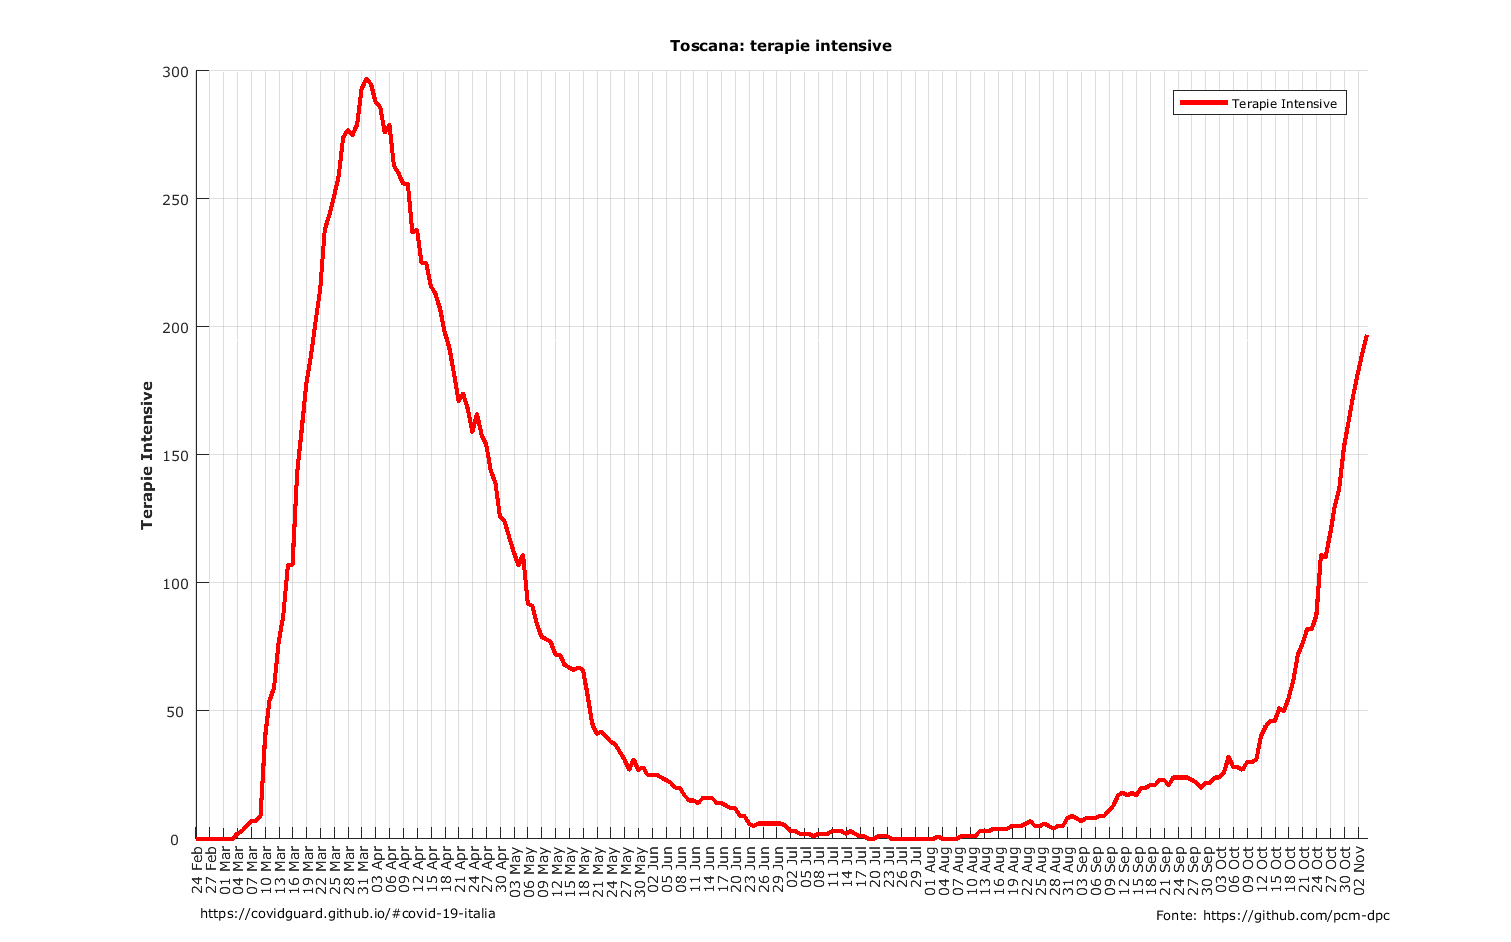 Toscana: terapie intensive
Terapie Intensive
300
250
200
150
100
50
0
Terapie Intensive
24 Feb
27 Feb
01 Mar
04 Mar
07 Mar
10 Mar
13 Mar
16 Mar
19 Mar
22 Mar
25 Mar
28 Mar
31 Mar
03 Apr
06 Apr
09 Apr
12 Apr
15 Apr
18 Apr
21 Apr
24 Apr
27 Apr
30 Apr
03 May
06 May
09 May
12 May
15 May
18 May
21 May
24 May
27 May
30 May
02 Jun
05 Jun
08 Jun
11 Jun
14 Jun
17 Jun
20 Jun
23 Jun
26 Jun
29 Jun
02 Jul
05 Jul
08 Jul
11 Jul
14 Jul
17 Jul
20 Jul
23 Jul
26 Jul
29 Jul
01 Aug
04 Aug
07 Aug
10 Aug
13 Aug
16 Aug
19 Aug
22 Aug
25 Aug
28 Aug
31 Aug
03 Sep
06 Sep
09 Sep
12 Sep
15 Sep
18 Sep
21 Sep
24 Sep
27 Sep
30 Sep
03 Oct
06 Oct
09 Oct
12 Oct
15 Oct
18 Oct
21 Oct
24 Oct
27 Oct
30 Oct
02 Nov
https://covidguard.github.io/#covid-19-italia
Fonte: https://github.com/pcm-dpc